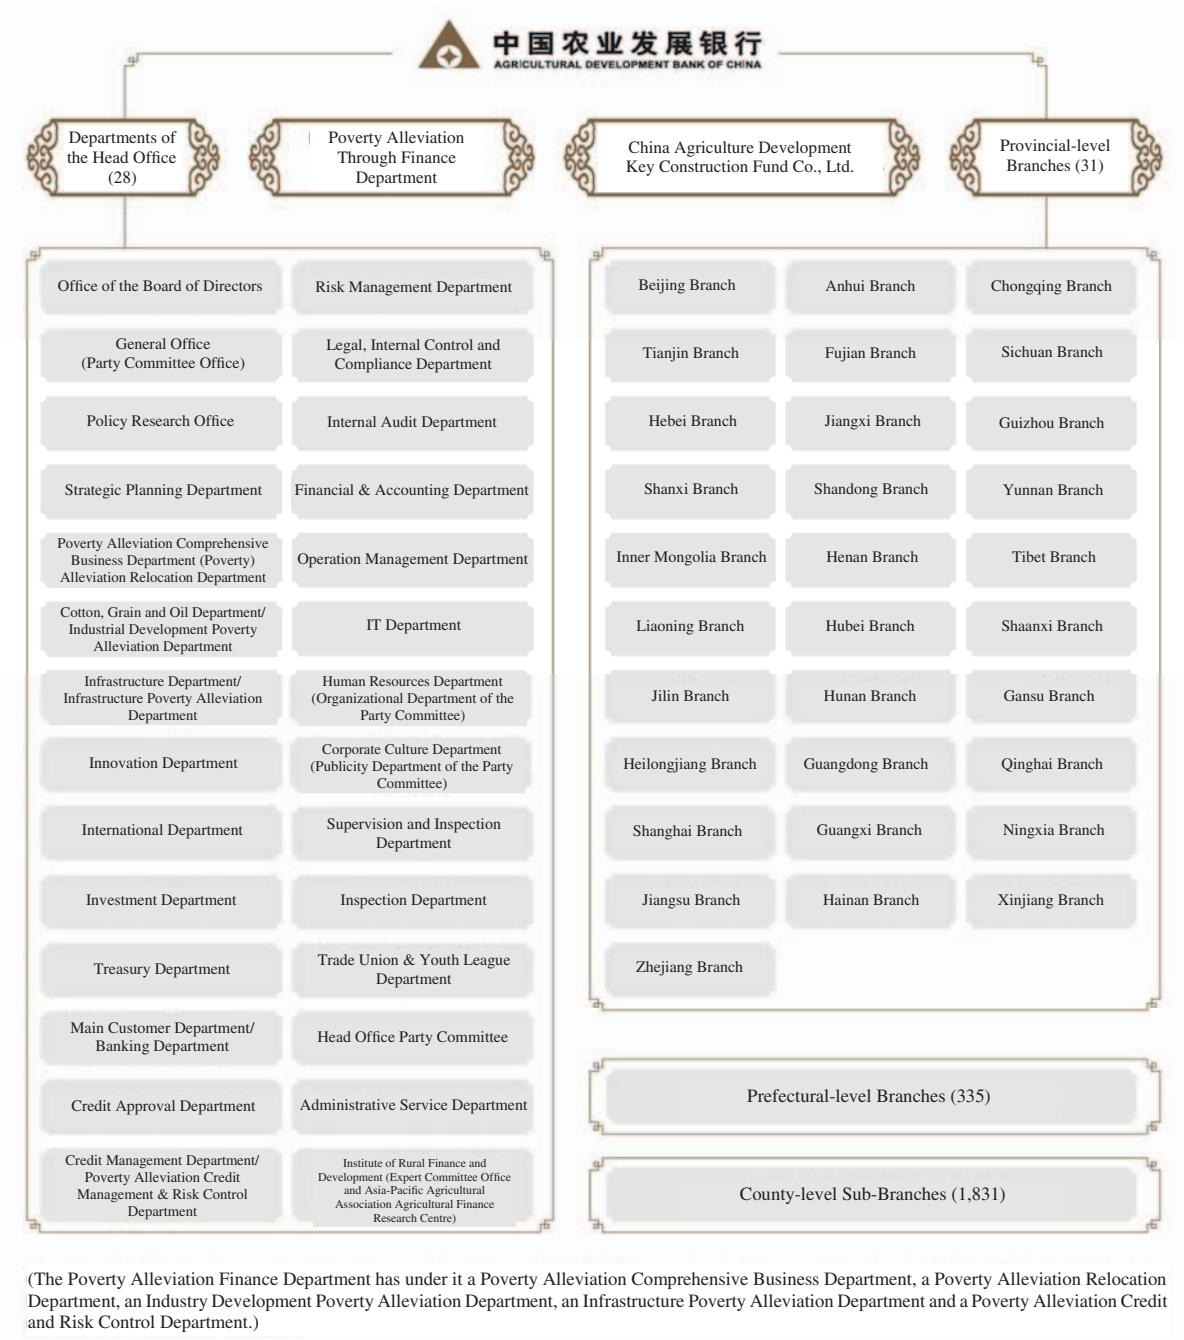 中国农业发展银行
AGRICULTURAL DEVELOPMENT BANK OF CHINA
Departments of
the Head Office
(28)
Poverty Alleviation
Through Finance
Department
China Agriculture Development
Key Construction Fund Co., Ltd.
Provincial-level
Branches (31)
Office of the Board of Directors
Risk Management Department
General Office
(Party Committee Office)
Legal, Internal Control and
Compliance Department
Policy Research Office
Internal Audit Department
Strategic Planning Department
Financial & Accounting Department
Poverty Alleviation Comprehensive
Business Department (Poverty)
Alleviation Relocation Department
Operation Management Department
Cotton, Grain and Oil Department/
Industrial Development Poverty
Alleviation Department
IT Department
Infrastructure Department/
Infrastructure Poverty Alleviation
Department
Human Resources Department
(Organizational Department of the
Party Committee)
Innovation Department
Corporate Culture Department
(Publicity Department of the Party
Committee)
International Department
Supervision and Inspection
Department
Investment Department
Inspection Department
Treasury Department
Trade Union & Youth League
Department
Main Customer Department/
Banking Department
Head Office Party Committee
Credit Approval Department
Administrative Service Department
Credit Management Department/
Poverty Alleviation Credit
Management & Risk Control
Department
Institute of Rural Finance and
Development (Expert Committee Office
and Asia-Pacific Agricultural
Association Agricultural Finance
Research Centre)
Beijing Branch
Anhui Branch
Chongqing Branch
Tianjin Branch
Fujian Branch
Sichuan Branch
Hebei Branch
Jiangxi Branch
Guizhou Branch
Shanxi Branch
Shandong Branch
Yunnan Branch
Inner Mongolia Branch
Henan Branch
Tibet Branch
Liaoning Branch
Hubei Branch
Shaanxi Branch
Jilin Branch
Hunan Branch
Gansu Branch
Heilongjiang Branch
Guangdong Branch
Qinghai Branch
Shanghai Branch
Guangxi Branch
Ningxia Branch
Jiangsu Branch
Hainan Branch
Xinjiang Branch
Zhejiang Branch
Prefectural-level Branches (335)
County-level Sub-Branches (1,831)
(The Poverty Alleviation Finance Department has under it a Poverty Alleviation Comprehensive Business Department, a Poverty Alleviation Relocation
Department, an Industry Development Poverty Alleviation Department, an Infrastructure Poverty Alleviation Department and a Poverty Alleviation Credit
and Risk Control Department.)